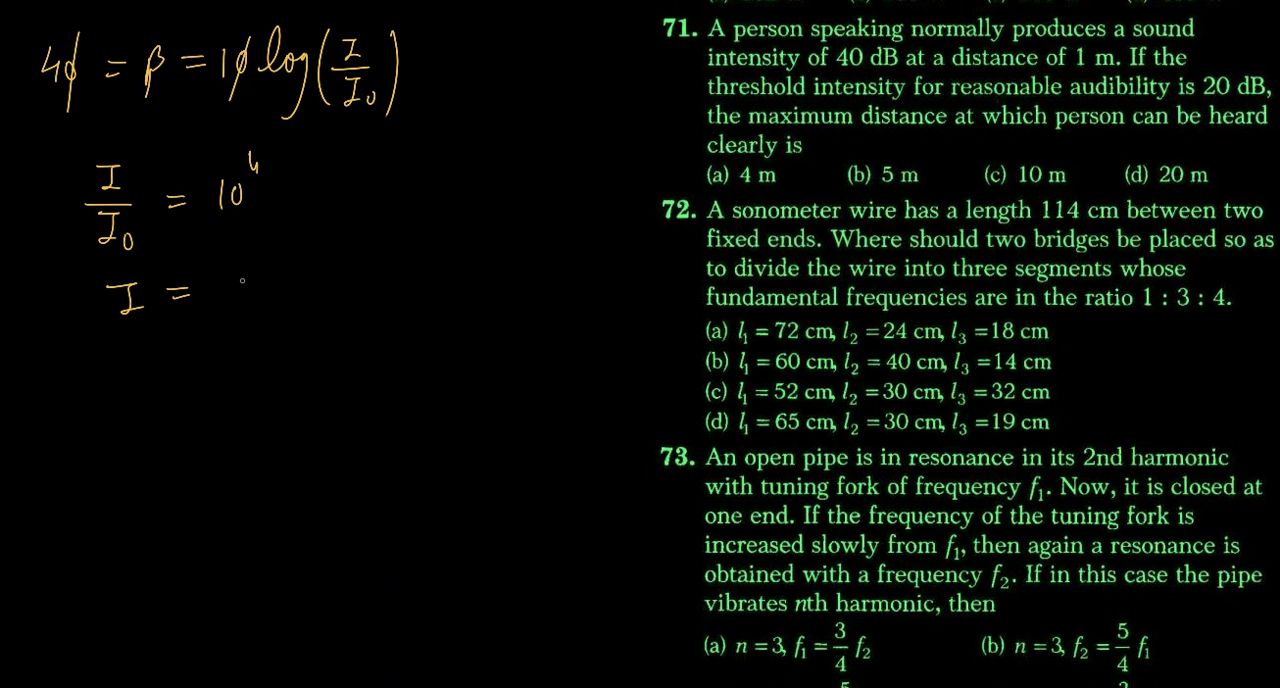 40 = β = 10 log(I/I₀)
I/I₀ = 10⁴
I =
71. A person speaking normally produces a sound
intensity of 40 dB at a distance of 1 m. If the
threshold intensity for reasonable audibility is 20 dB,
the maximum distance at which person can be heard
clearly is
(a) 4 m (b) 5 m (c) 10 m (d) 20 m
72. A sonometer wire has a length 114 cm between two
fixed ends. Where should two bridges be placed so as
to divide the wire into three segments whose
fundamental frequencies are in the ratio 1 : 3 : 4.
(a) l₁ = 72 cm, l₂ = 24 cm, l₃ = 18 cm
(b) l₁ = 60 cm, l₂ = 40 cm, l₃ = 14 cm
(c) l₁ = 52 cm, l₂ = 30 cm, l₃ = 32 cm
(d) l₁ = 65 cm, l₂ = 30 cm, l₃ = 19 cm
73. An open pipe is in resonance in its 2nd harmonic
with tuning fork of frequency f₁. Now, it is closed at
one end. If the frequency of the tuning fork is
increased slowly from f₁, then again a resonance is
obtained with a frequency f₂. If in this case the pipe
vibrates nth harmonic, then
(a) n = 3, f₁ = 3/4 f₂ (b) n = 3, f₂ = 5/4 f₁